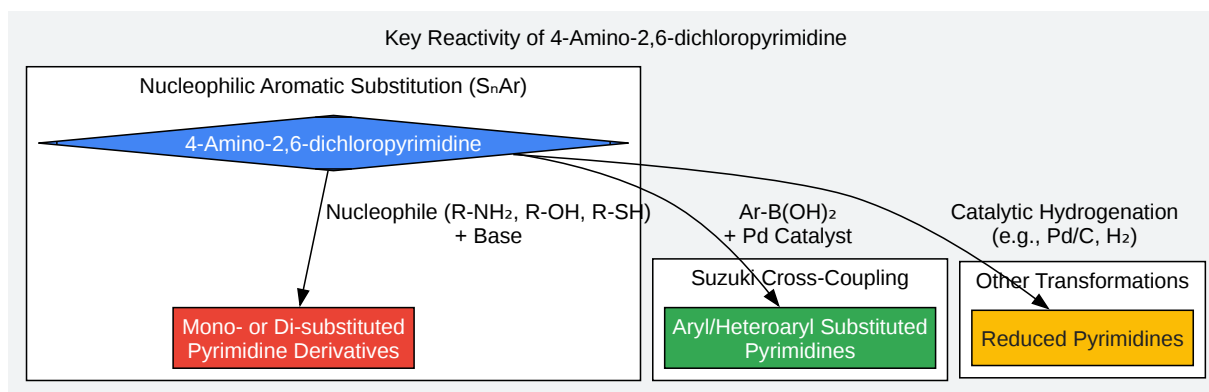 Key Reactivity of 4-Amino-2,6-dichloropyrimidine
Nucleophilic Aromatic Substitution (SₙAr)
4-Amino-2,6-dichloropyrimidine
Nucleophile (R-NH₂, R-OH, R-SH)
+ Base
Ar-B(OH)₂
+ Pd Catalyst
Catalytic Hydrogenation
(e.g., Pd/C, H₂)
Suzuki Cross-Coupling
Other Transformations
Mono- or Di-substituted
Pyrimidine Derivatives
Aryl/Heteroaryl Substituted
Pyrimidines
Reduced Pyrimidines